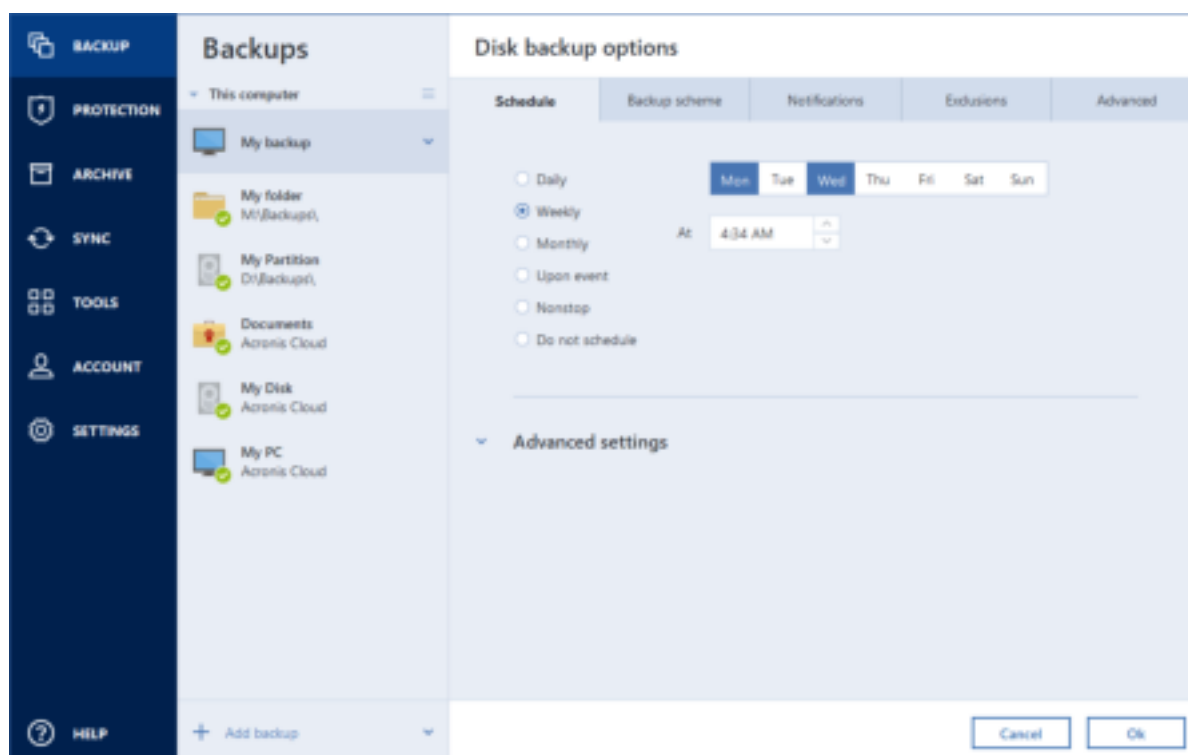 BACKUP
PROTECTION
ARCHIVE
SYNC
TOOLS
ACCOUNT
SETTINGS
HELP
Backups
This computer
My backup
My folder
M:\Backups\,
My Partition
D:\Backups\,
Documents
Acronis Cloud
My Disk
Acronis Cloud
My PC
Acronis Cloud
Add backup
Disk backup options
Schedule Backup scheme Notifications Exclusions Advanced
Daily
Weekly
Monthly
Upon event
Nonstop
Do not schedule
Mon Tue Wed Thu Fri Sat Sun
At 4:34 AM
Advanced settings
Cancel Ok